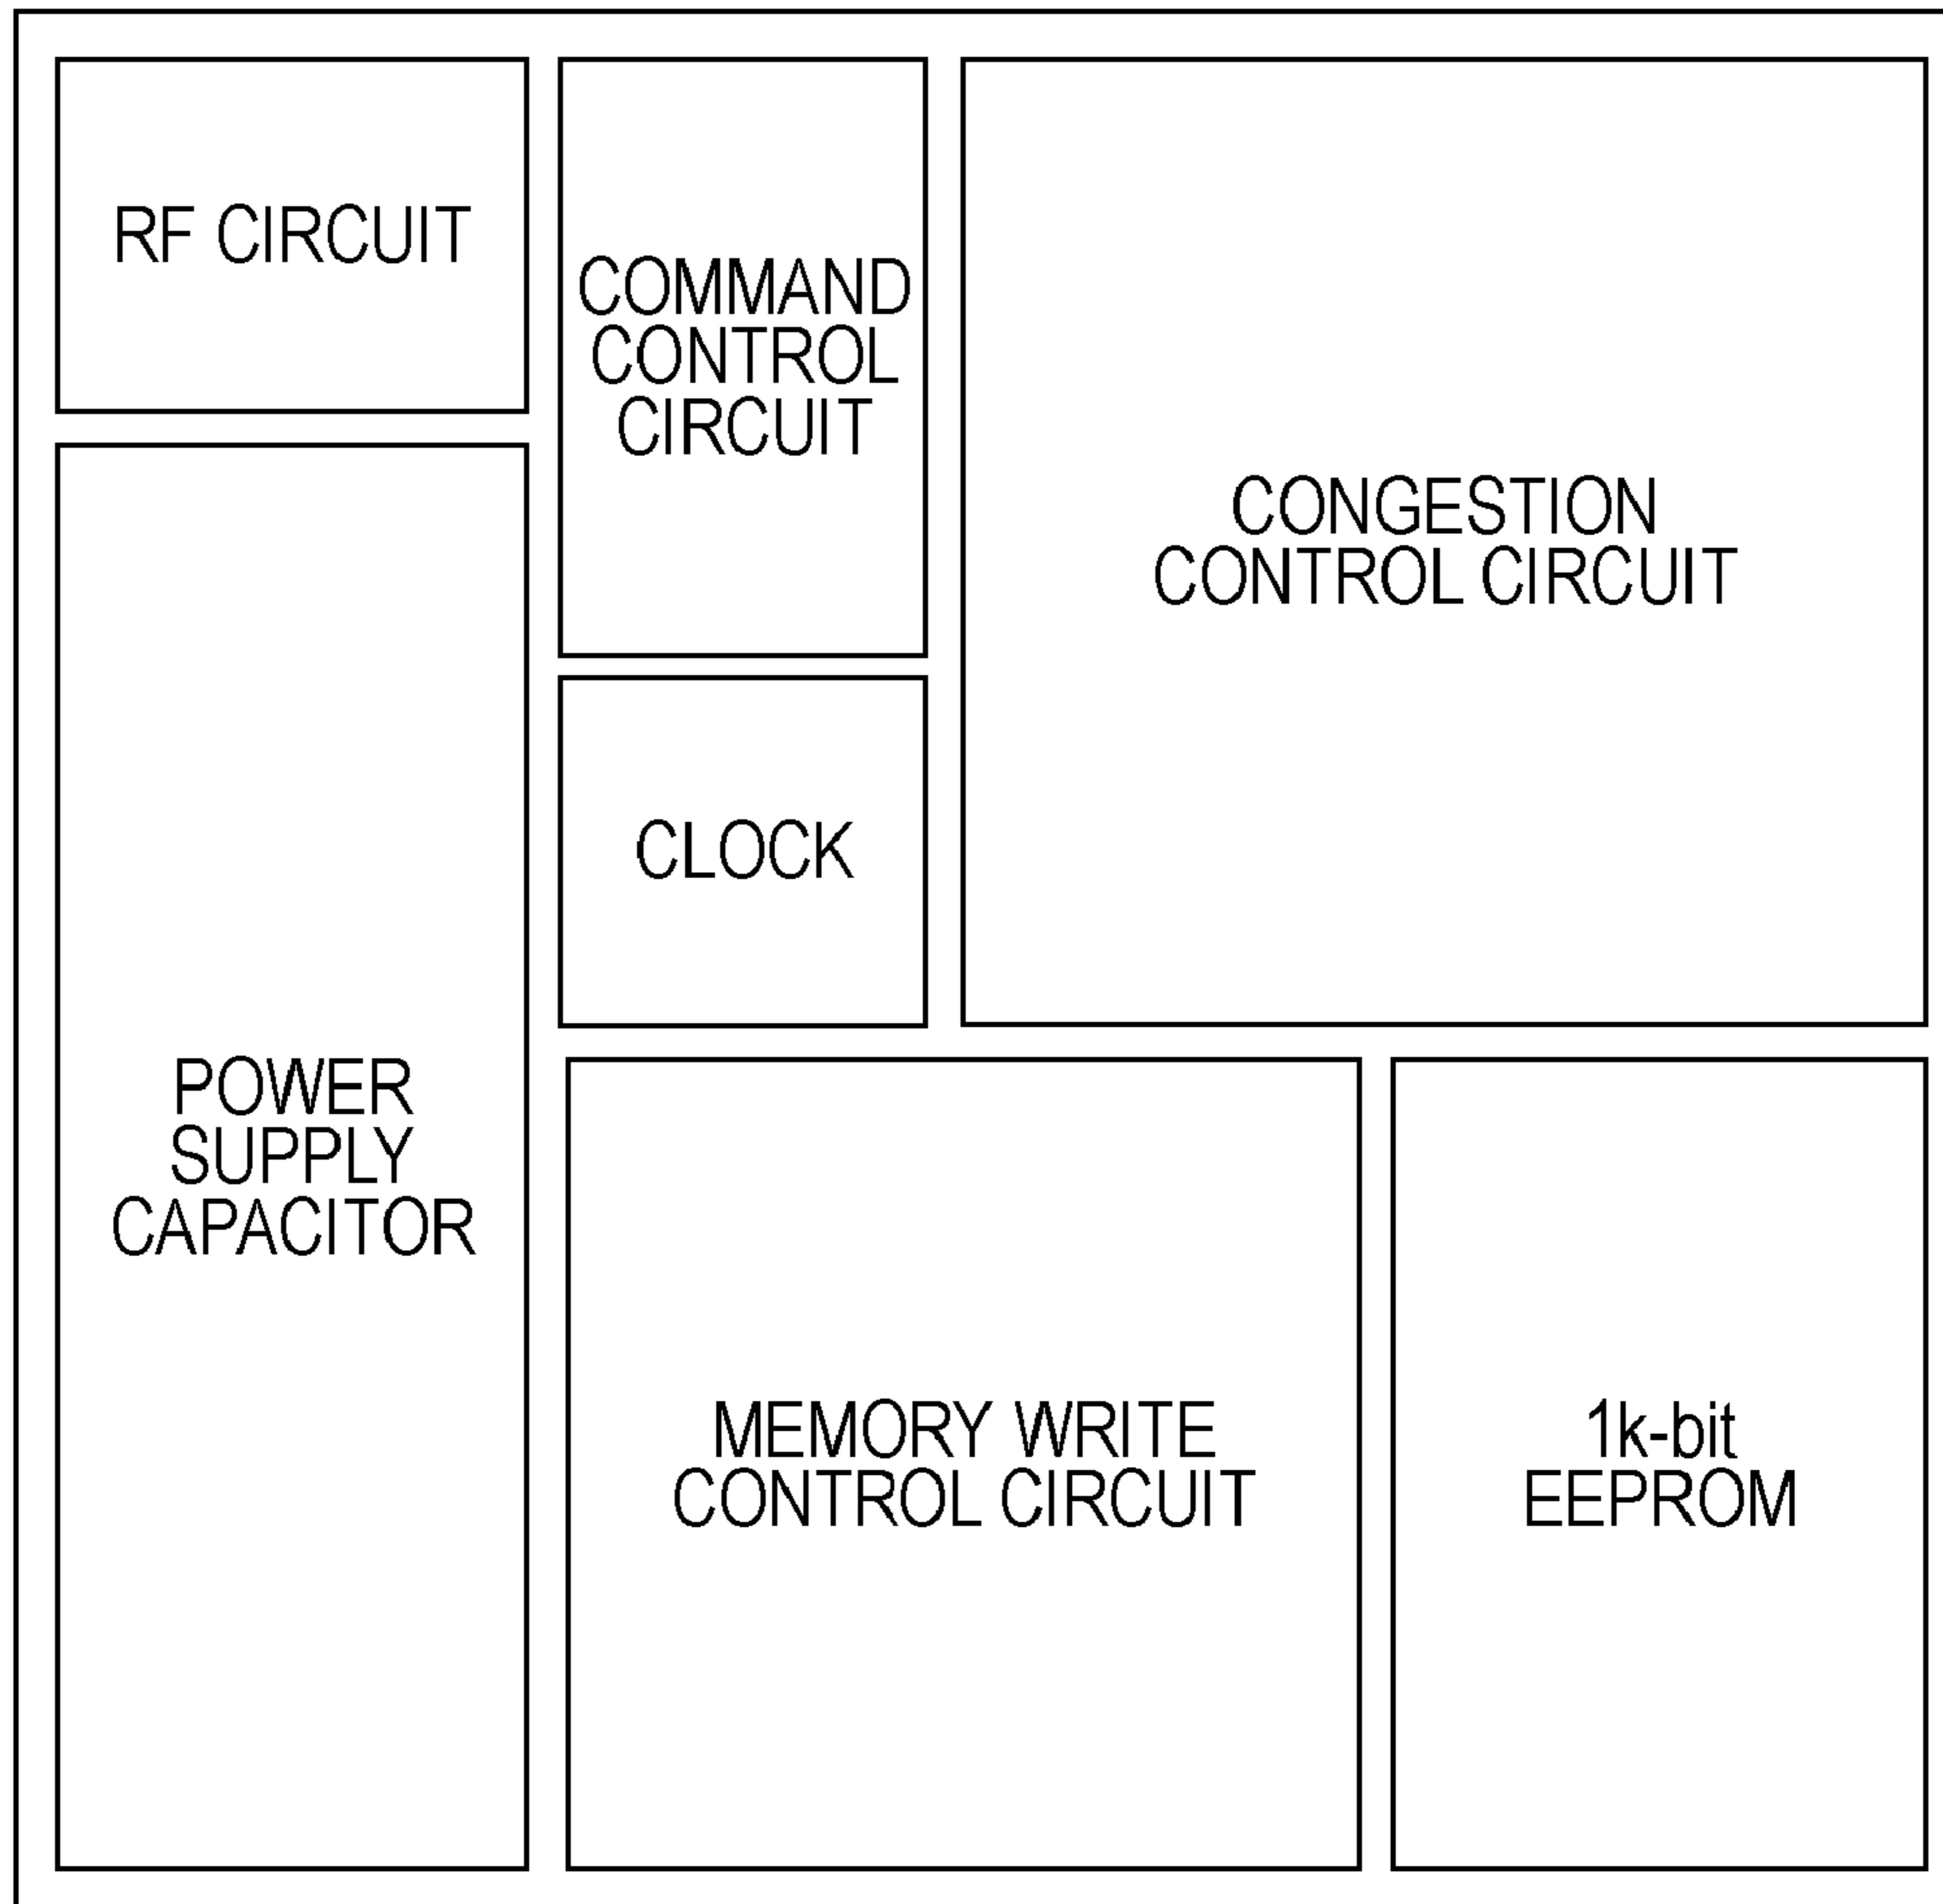 RF CIRCUIT
COMMAND
CONTROL
CIRCUIT
CONGESTION
CONTROL CIRCUIT
CLOCK
POWER
SUPPLY
CAPACITOR
MEMORY WRITE
CONTROL CIRCUIT
1k-bit
EEPROM